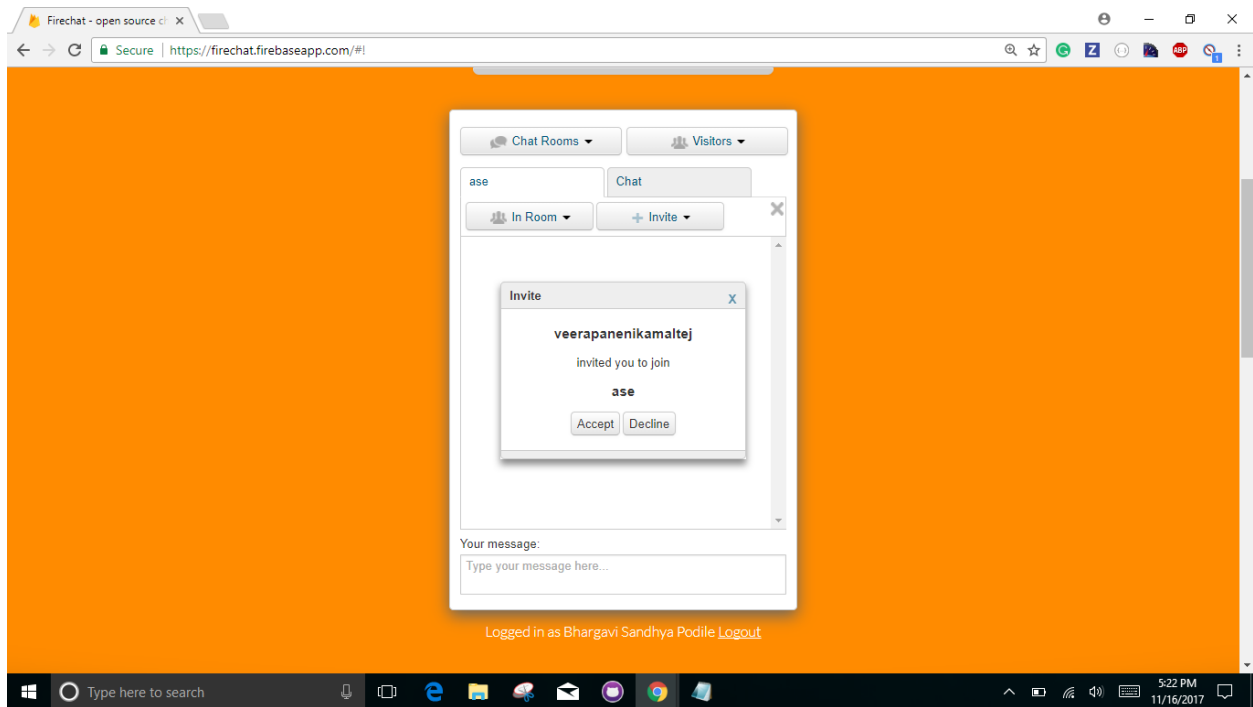 Firechat - open source c
Secure | https://firechat.firebaseapp.com/#!
Chat Rooms
Visitors
ase
Chat
In Room
Invite
Invite
x
veerapanenikamaltej
invited you to join
ase
Accept
Decline
Your message:
Type your message here...
Logged in as Bhargavi Sandhya Podile Logout
Type here to search
5:22 PM
11/16/2017